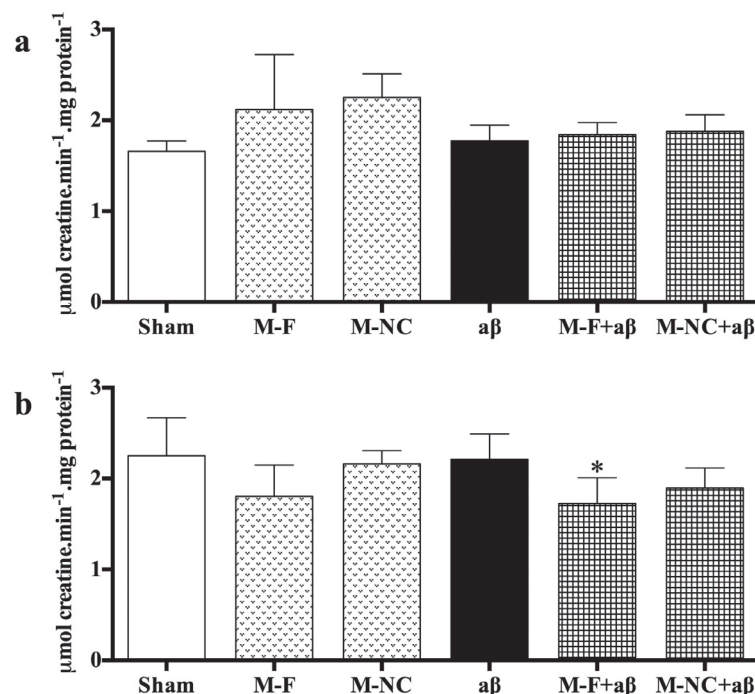 a
μmol creatine.min⁻¹.mg protein⁻¹
3
2
1
0
Sham M-F M-NC aβ M-F+aβ M-NC+aβ
b
μmol creatine.min⁻¹.mg protein⁻¹
3
2
1
0
*
Sham M-F M-NC aβ M-F+aβ M-NC+aβ